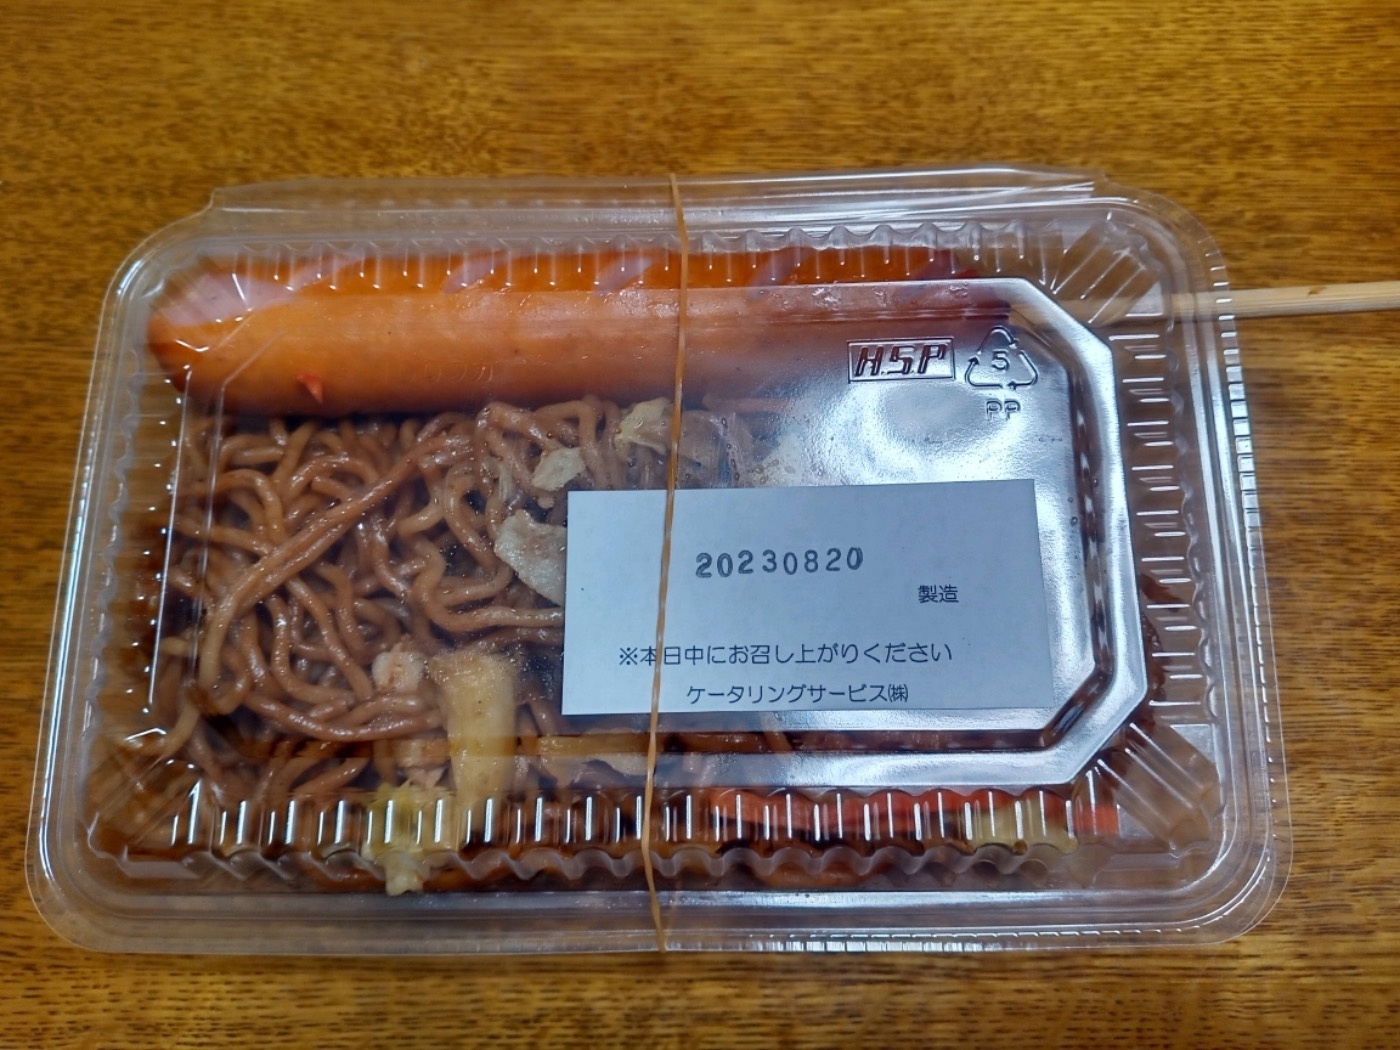 H.S.P
5
PP
20230820
製造
※本日中にお召し上がりください
ケータリングサービス㈱